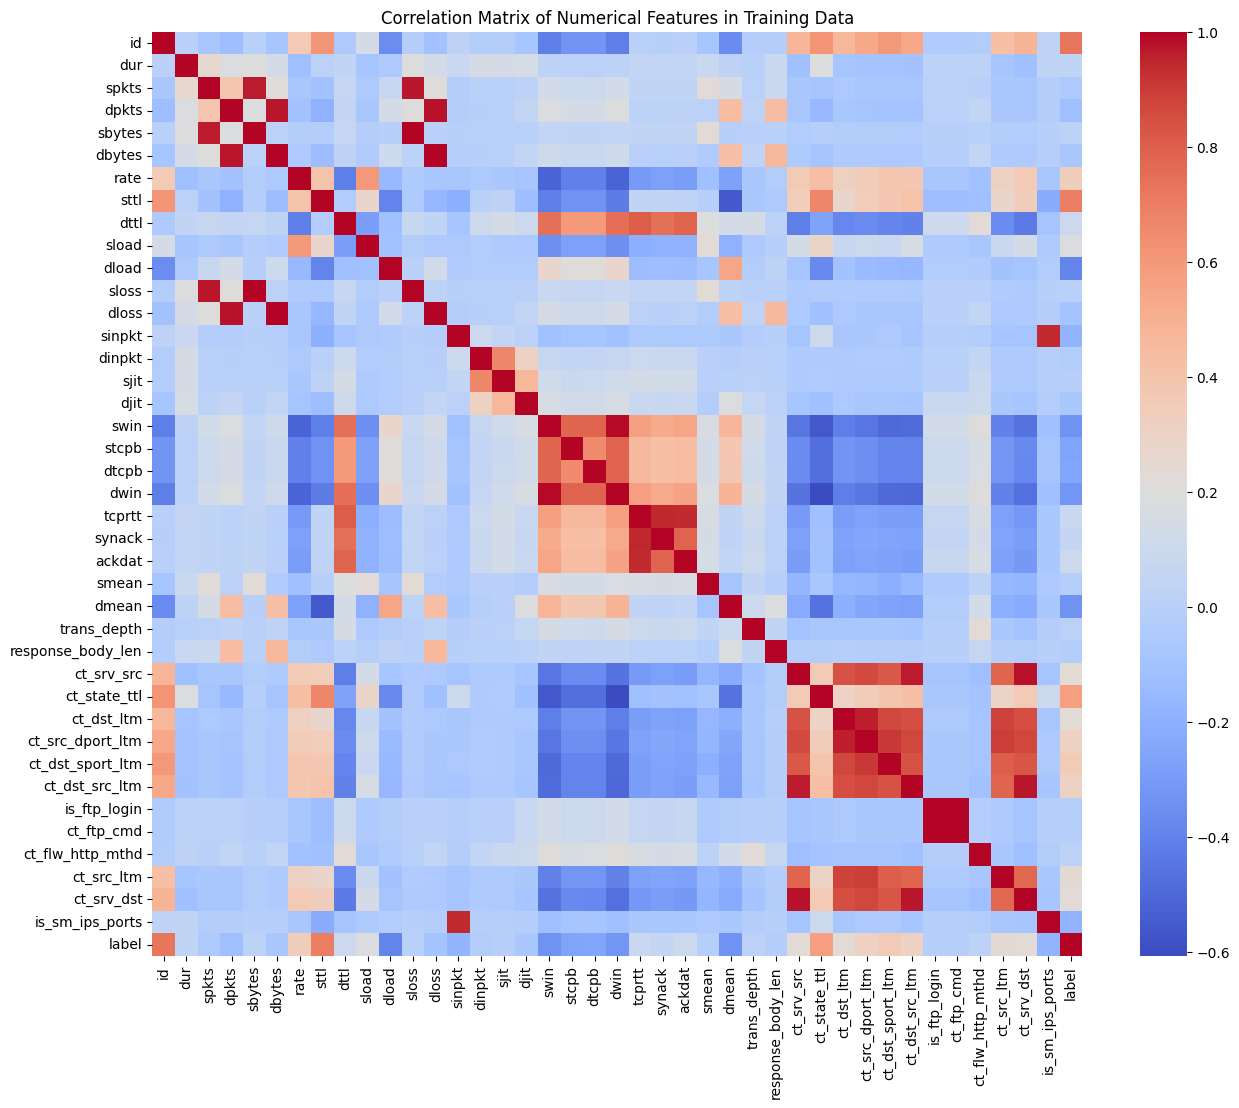 Correlation Matrix of Numerical Features in Training Data
id
dur
spkts
dpkts
sbytes
dbytes
rate
sttl
dttl
sload
dload
sloss
dloss
sinpkt
dinpkt
sjit
djit
swin
stcpb
dtcpb
dwin
tcprtt
synack
ackdat
smean
dmean
trans_depth
response_body_len
ct_srv_src
ct_state_ttl
ct_dst_ltm
ct_src_dport_ltm
ct_dst_sport_ltm
ct_dst_src_ltm
is_ftp_login
ct_ftp_cmd
ct_flw_http_mthd
ct_src_ltm
ct_srv_dst
is_sm_ips_ports
label
id
dur
spkts
dpkts
sbytes
dbytes
rate
sttl
dttl
sload
dload
sloss
dloss
sinpkt
dinpkt
sjit
djit
swin
stcpb
dtcpb
dwin
tcprtt
synack
ackdat
smean
dmean
trans_depth
response_body_len
ct_srv_src
ct_state_ttl
ct_dst_ltm
ct_src_dport_ltm
ct_dst_sport_ltm
ct_dst_src_ltm
is_ftp_login
ct_ftp_cmd
ct_flw_http_mthd
ct_src_ltm
ct_srv_dst
is_sm_ips_ports
label
1.0
0.8
0.6
0.4
0.2
0.0
−0.2
−0.4
−0.6